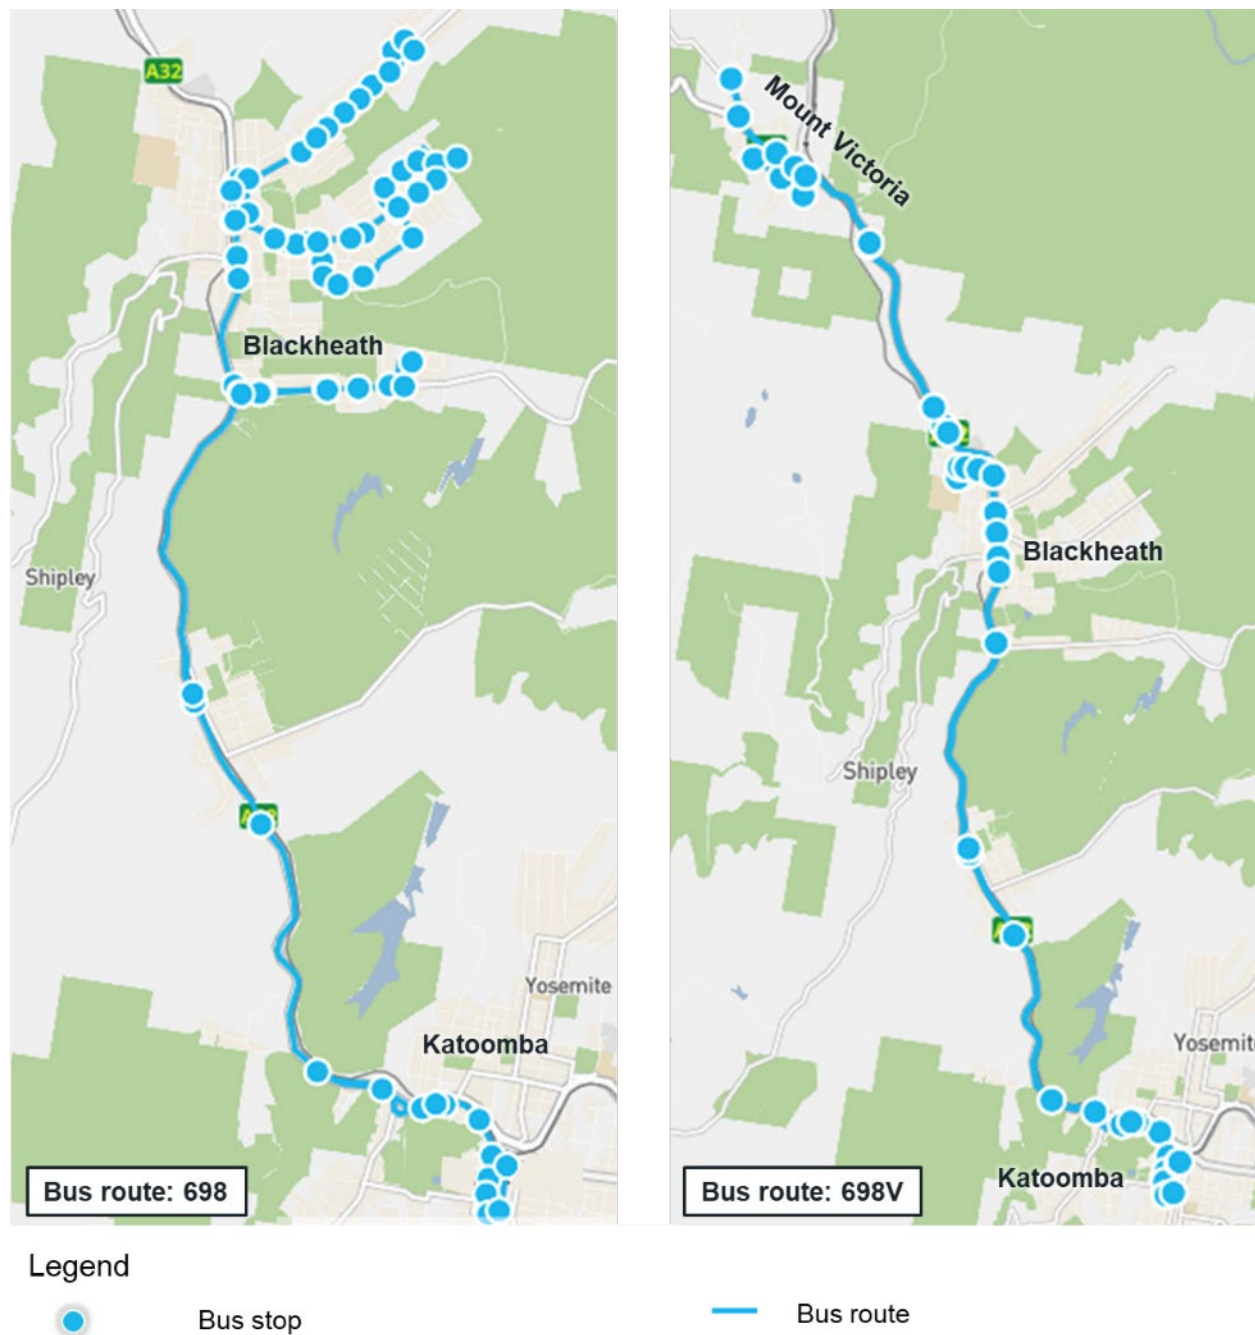 A32
Blackheath
Shipley
Yosemite
Katoomba
Bus route: 698
Mount Victoria
Blackheath
Shipley
Yosemit
Katoomba
Bus route: 698V
Legend
Bus stop
Bus route